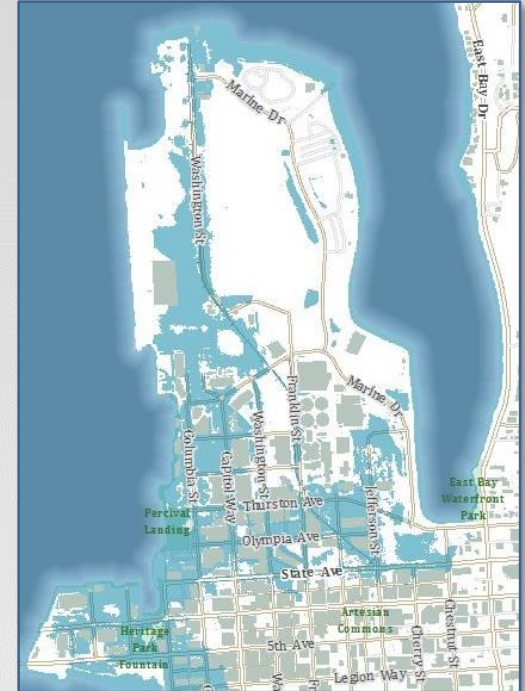 East Bay Dr
Marine Dr
Washington St
Marine Dr
Franklin St
Washington St
Columbia St
Capitol Way
Jefferson St
East Bay
Waterfront
Park
Percival
Landing
Thurston Ave
Olympia Ave
State Ave
Heritage
Park
Fountain
Artesian
Commons
5th Ave
Cherry St
Chestnut St
Legion Way
Wa